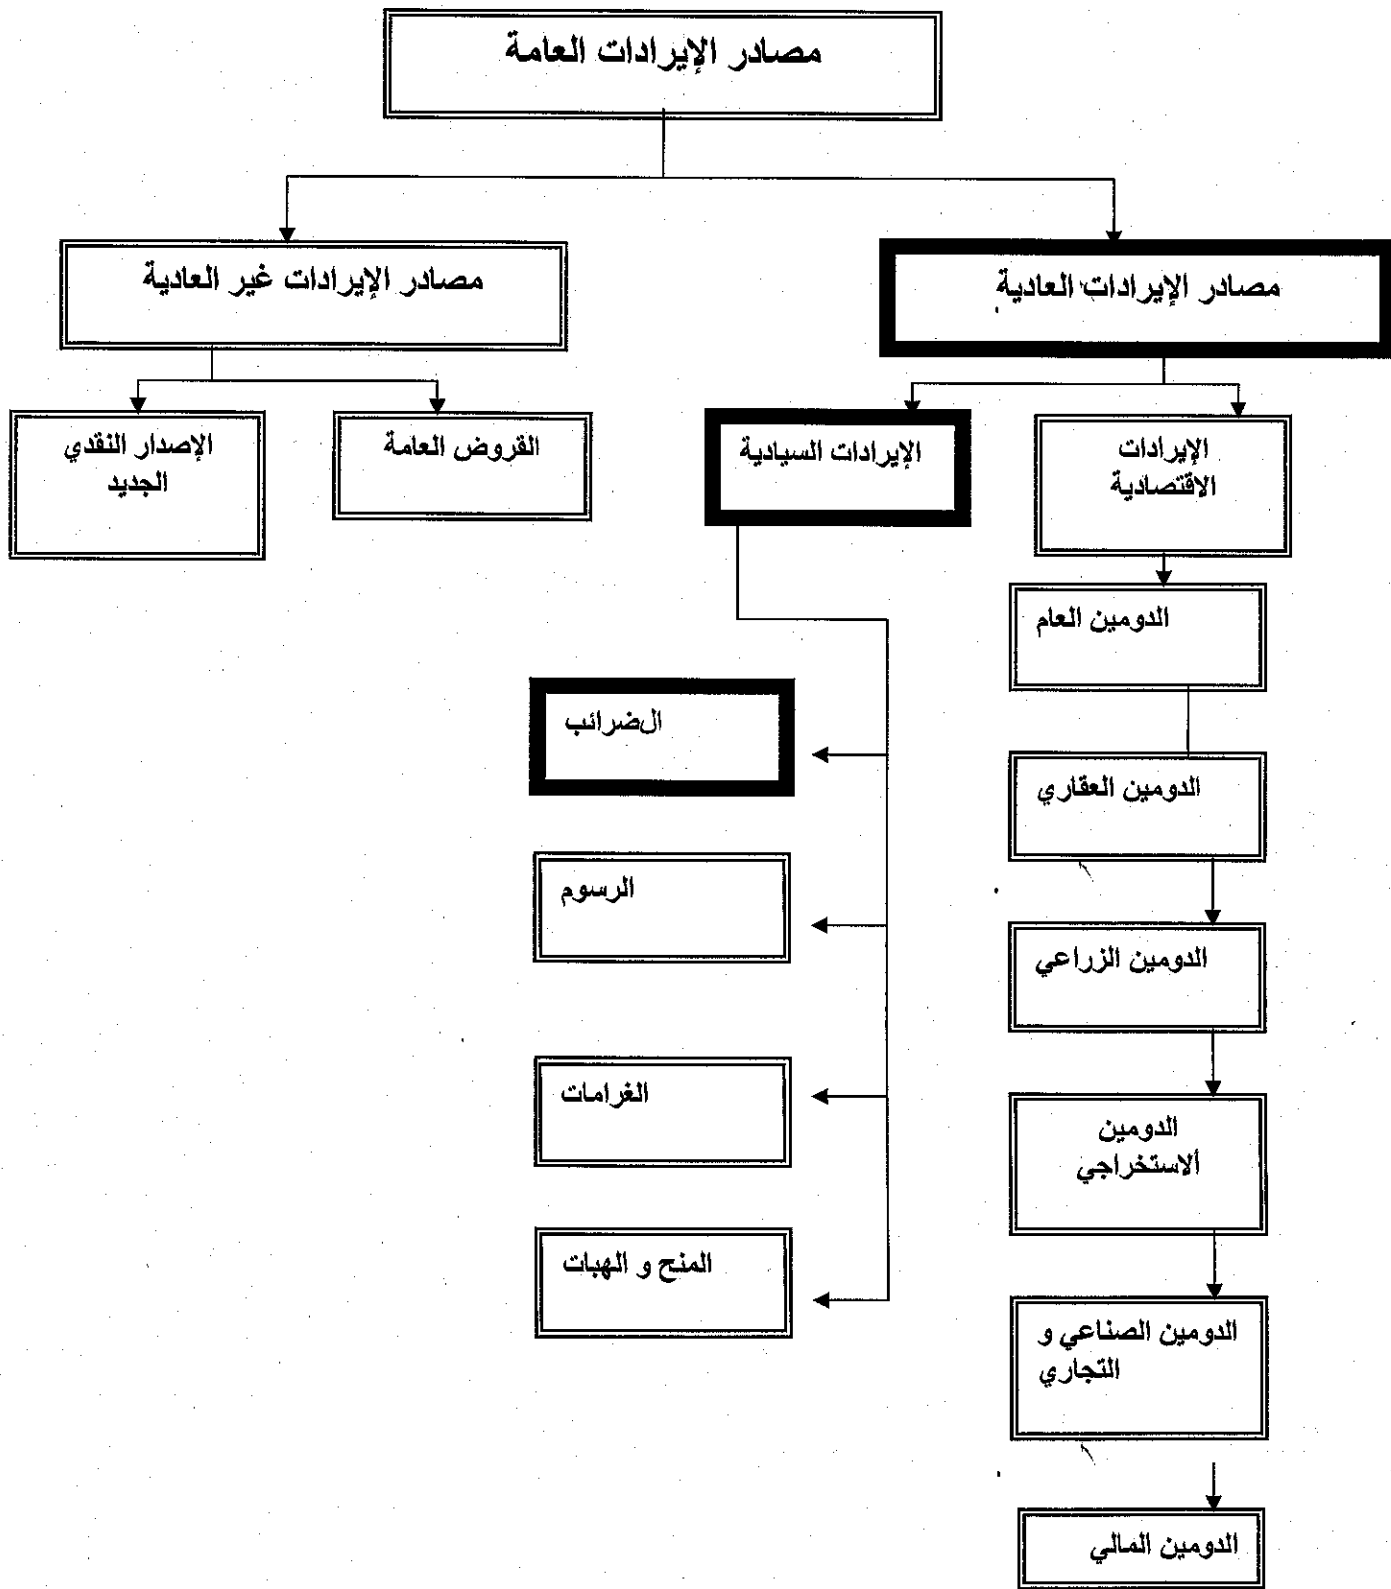 مصادر الإيرادات العامة
مصادر الإيرادات العادية
مصادر الإيرادات غير العادية
الإيرادات
الاقتصادية
الإيرادات السيادية
القروض العامة
الإصدار النقدي
الجديد
الدومين العام
الدومين العقاري
الدومين الزراعي
الدومين
ألاستخراجي
الدومين الصناعي و
التجاري
الدومين المالي
الضرائب
الرسوم
الغرامات
المنح و الهبات